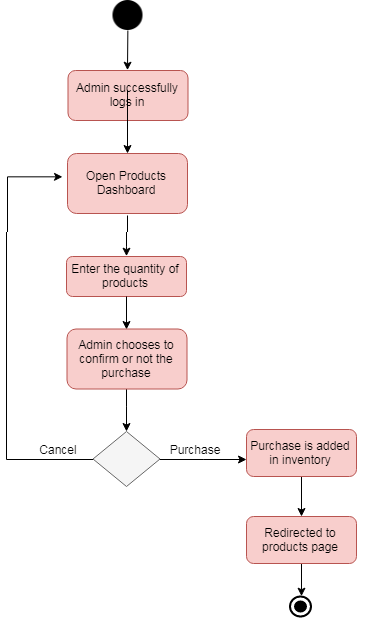 Admin successfully
logs in
Open Products
Dashboard
Enter the quantity of
products
Admin chooses to
confirm or not the
purchase
Cancel
Purchase
Purchase is added
in inventory
Redirected to
products page